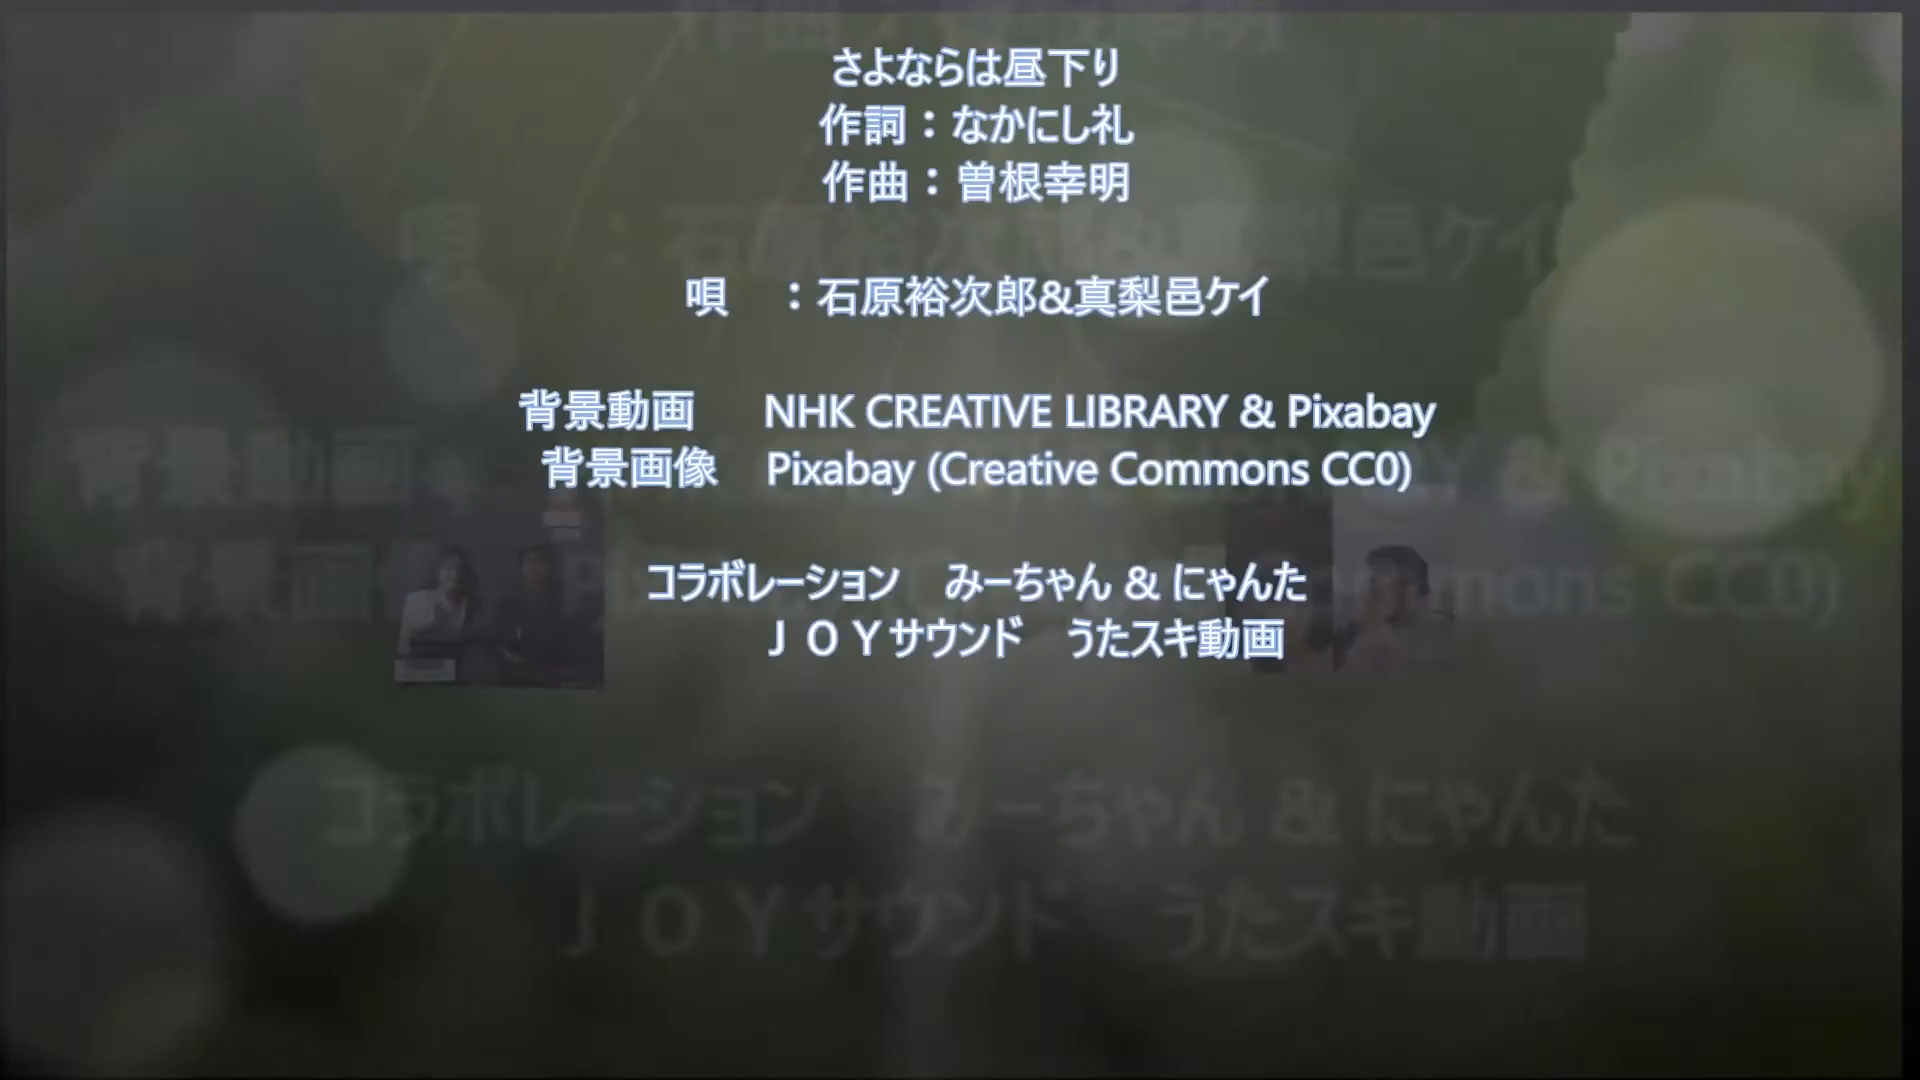 さよならは昼下り
作詞：なかにし礼
作曲：曽根幸明
唄　：石原裕次郎&真梨邑ケイ
背景動画　NHK CREATIVE LIBRARY & Pixabay
背景画像　Pixabay (Creative Commons CC0)
コラボレーション　みーちゃん & にゃんた
ＪＯＹサウンド　うたスキ動画